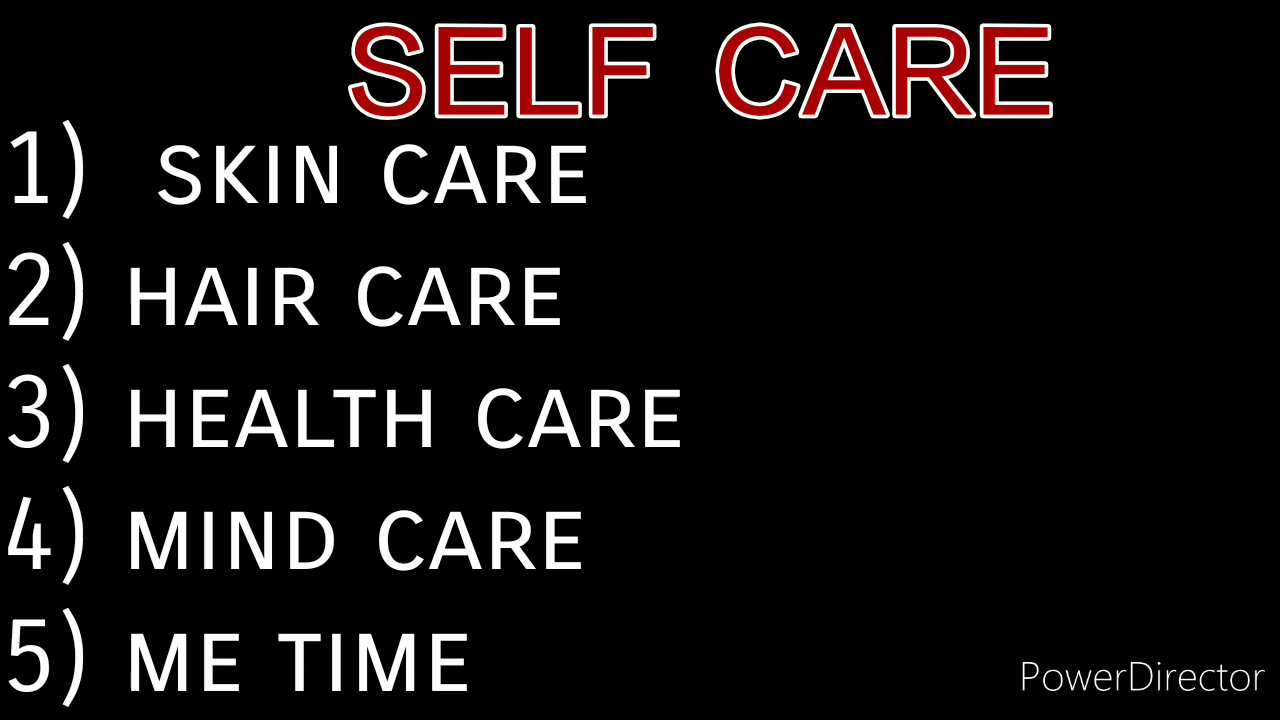 SELF CARE
1) SKIN CARE
2) HAIR CARE
3) HEALTH CARE
4) MIND CARE
5) ME TIME
PowerDirector